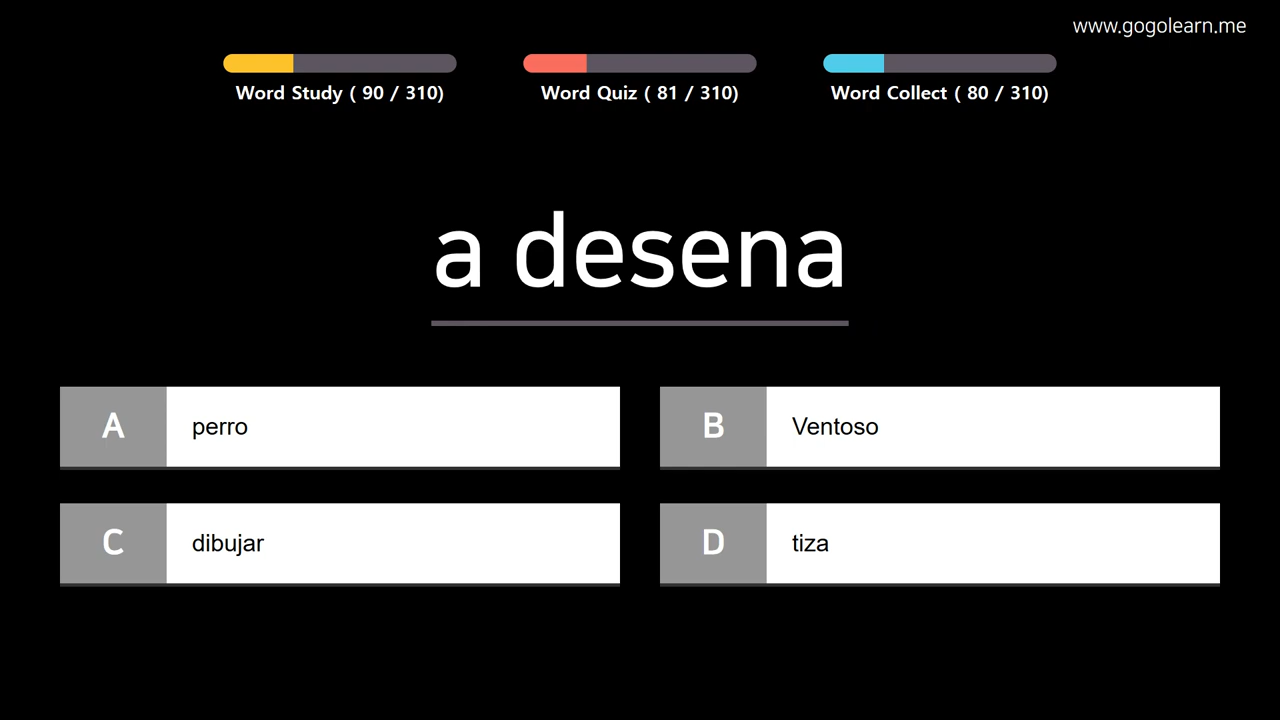 www.gogolearn.me
Word Study ( 90 / 310)
Word Quiz ( 81 / 310)
Word Collect ( 80 / 310)
a desena
A perro
B Ventoso
C dibujar
D tiza